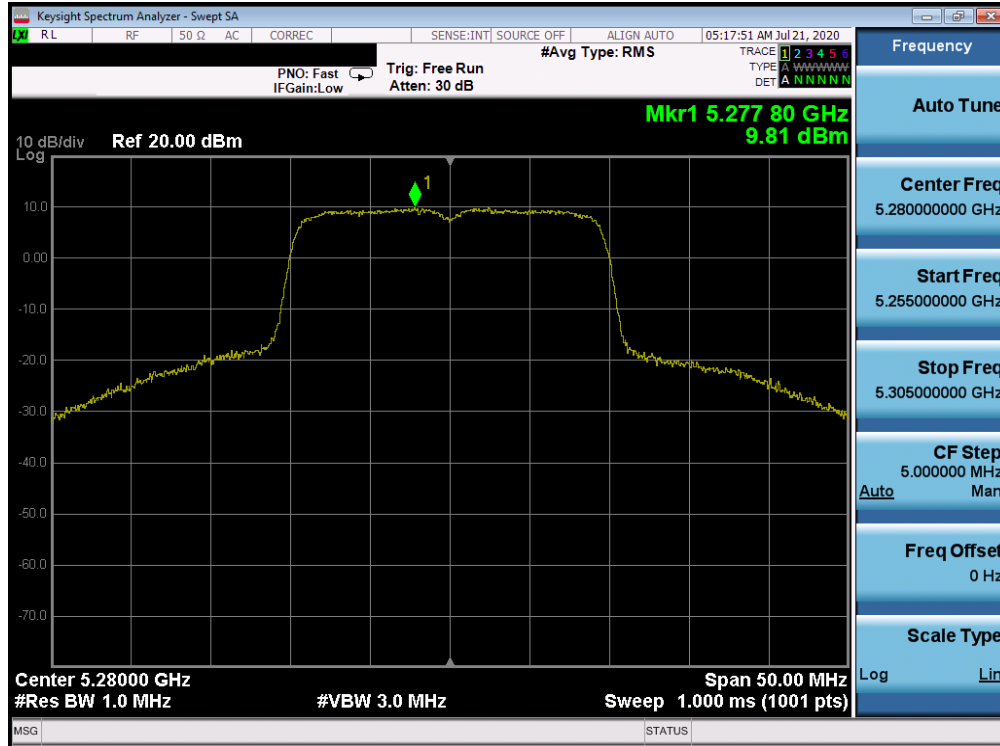 Keysight Spectrum Analyzer - Swept SA
LXI RL RF 50 Ω AC CORREC SENSE:INT SOURCE OFF ALIGN AUTO 05:17:51 AM Jul 21, 2020
#Avg Type: RMS
TRACE 1 2 3 4 5 6
TYPE A WWWWW
DET A N N N N N
PNO: Fast
IFGain:Low
Trig: Free Run
Atten: 30 dB
Mkr1 5.277 80 GHz
9.81 dBm
10 dB/div
Log
Ref 20.00 dBm
1
10.0
0.00
-10.0
-20.0
-30.0
-40.0
-50.0
-60.0
-70.0
Center 5.28000 GHz
Span 50.00 MHz
#Res BW 1.0 MHz
#VBW 3.0 MHz
Sweep 1.000 ms (1001 pts)
MSG
STATUS
Frequency
Auto Tune
Center Freq
5.280000000 GHz
Start Freq
5.255000000 GHz
Stop Freq
5.305000000 GHz
CF Step
5.000000 MHz
Auto Man
Freq Offset
0 Hz
Scale Type
Log Lin